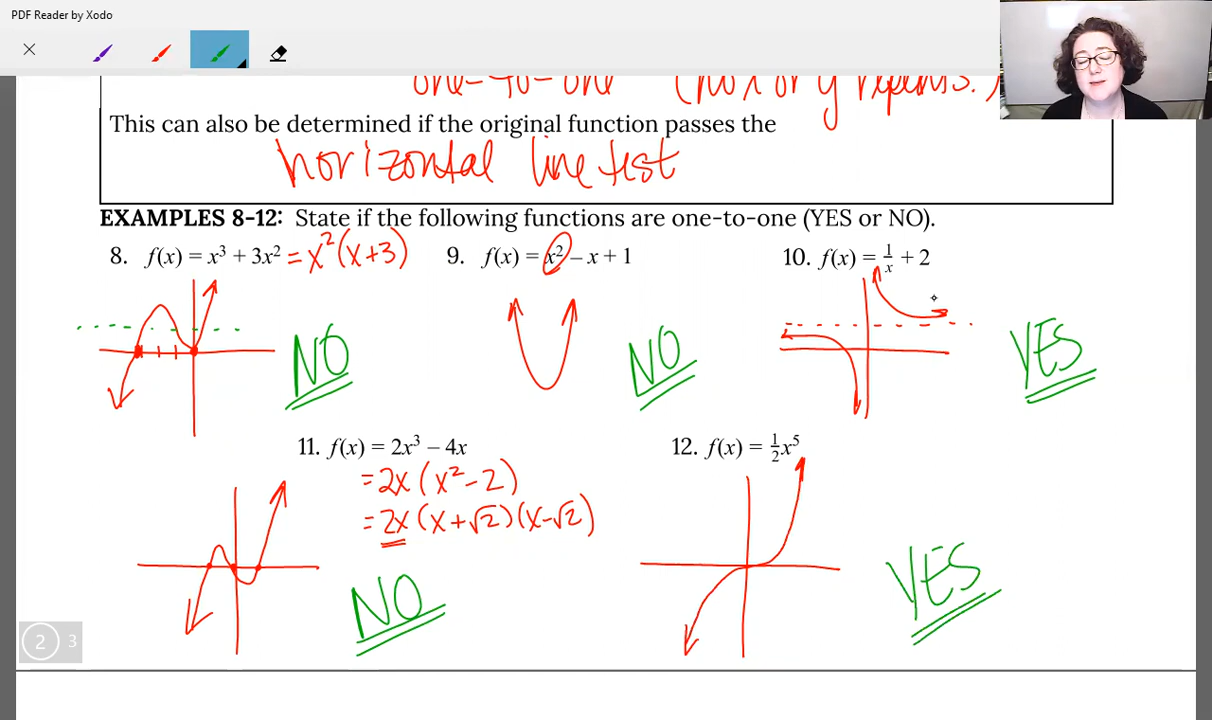 PDF Reader by Xodo
one-to-one (no x or y repeats.)
This can also be determined if the original function passes the
horizontal line test
EXAMPLES 8-12: State if the following functions are one-to-one (YES or NO).
8. f(x) = x³ + 3x² = x²(x+3)
9. f(x) = x² – x + 1
10. f(x) = 1/x + 2
NO
NO
YES
11. f(x) = 2x³ – 4x
= 2x(x²-2)
= 2x(x+√2)(x-√2)
NO
12. f(x) = 1/2 x⁵
YES
2 3